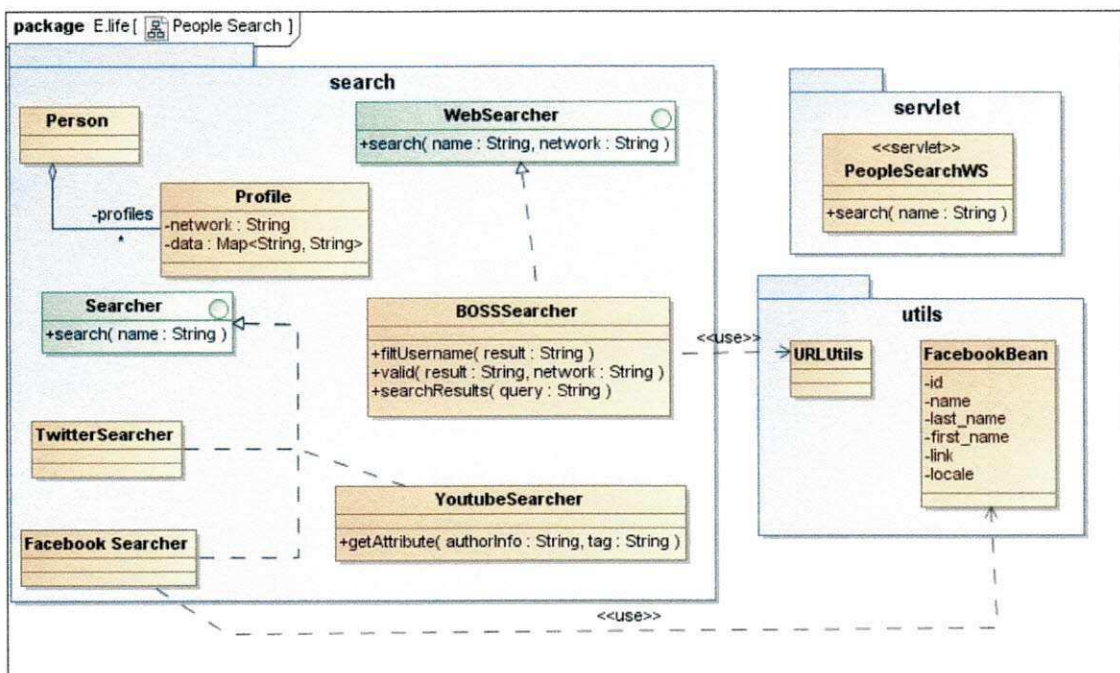 package E.life [ People Search ]
search
Person
WebSearcher
+search( name : String, network : String )
Profile
-network : String
-data : Map<String, String>
-profiles
*
Searcher
+search( name : String )
BOSSSearcher
+filtUsername( result : String )
+valid( result : String, network : String )
+searchResults( query : String )
TwitterSearcher
YoutubeSearcher
+getAttribute( authorInfo : String, tag : String )
Facebook Searcher
servlet
<<servlet>>
PeopleSearchWS
+search( name : String )
<<use>>
utils
URLUtils
FacebookBean
-id
-name
-last_name
-first_name
-link
-locale
<<use>>